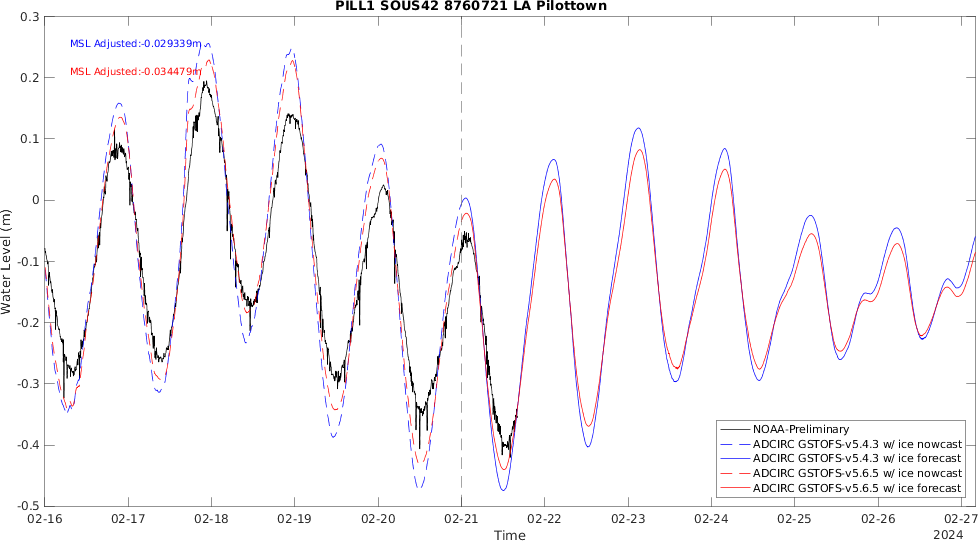 PILL1 SOUS42 8760721 LA Pilottown
MSL Adjusted:-0.029339m
MSL Adjusted:-0.034479m
Water Level (m)
0.3
0.2
0.1
0
-0.1
-0.2
-0.3
-0.4
-0.5
NOAA-Preliminary
ADCIRC GSTOFS-v5.4.3 w/ ice nowcast
ADCIRC GSTOFS-v5.4.3 w/ ice forecast
ADCIRC GSTOFS-v5.6.5 w/ ice nowcast
ADCIRC GSTOFS-v5.6.5 w/ ice forecast
02-16 02-17 02-18 02-19 02-20 02-21 02-22 02-23 02-24 02-25 02-26 02-27
2024
Time